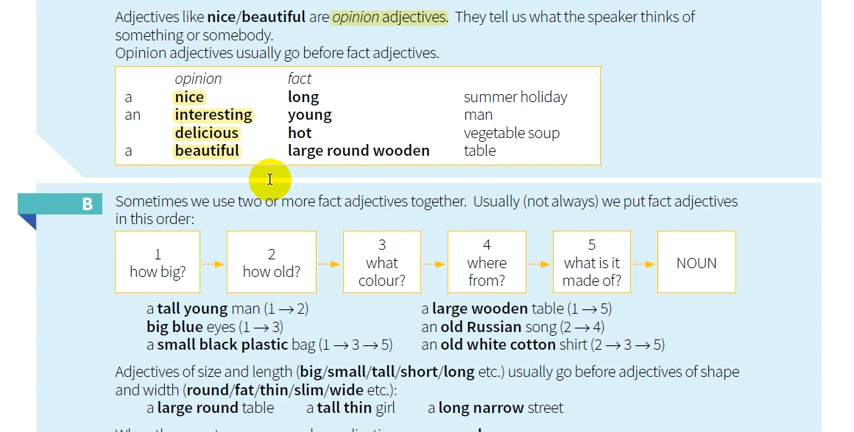 Adjectives like nice/beautiful are opinion adjectives. They tell us what the speaker thinks of
something or somebody.
Opinion adjectives usually go before fact adjectives.
opinion fact
a nice long summer holiday
an interesting young man
delicious hot vegetable soup
a beautiful large round wooden table
B Sometimes we use two or more fact adjectives together. Usually (not always) we put fact adjectives
in this order:
1
how big?
2
how old?
3
what
colour?
4
where
from?
5
what is it
made of?
NOUN
a tall young man (1 → 2)
big blue eyes (1 → 3)
a small black plastic bag (1 → 3 → 5)
a large wooden table (1 → 5)
an old Russian song (2 → 4)
an old white cotton shirt (2 → 3 → 5)
Adjectives of size and length (big/small/tall/short/long etc.) usually go before adjectives of shape
and width (round/fat/thin/slim/wide etc.):
a large round table a tall thin girl a long narrow street